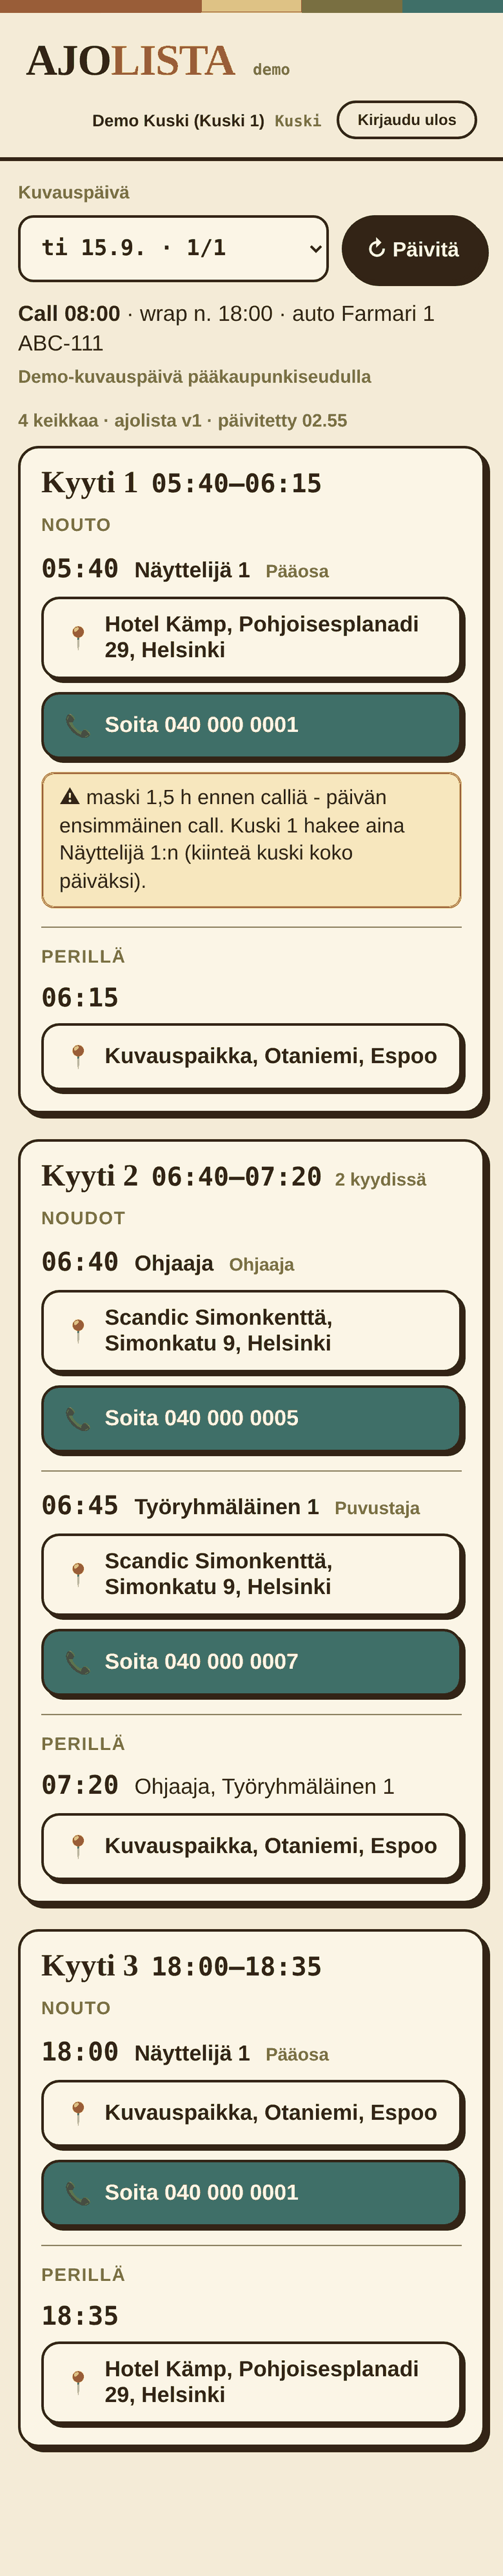 AJOLISTA demo
Demo Kuski (Kuski 1) Kuski Kirjaudu ulos
Kuvauspäivä
ti 15.9. · 1/1
↻ Päivitä
Call 08:00 · wrap n. 18:00 · auto Farmari 1
ABC-111
Demo-kuvauspäivä pääkaupunkiseudulla
4 keikkaa · ajolista v1 · päivitetty 02.55
Kyyti 1 05:40–06:15
NOUTO
05:40 Näyttelijä 1 Pääosa
Hotel Kämp, Pohjoisesplanadi
29, Helsinki
Soita 040 000 0001
⚠ maski 1,5 h ennen calliä - päivän
ensimmäinen call. Kuski 1 hakee aina
Näyttelijä 1:n (kiinteä kuski koko
päiväksi).
PERILLÄ
06:15
Kuvauspaikka, Otaniemi, Espoo
Kyyti 2 06:40–07:20 2 kyydissä
NOUDOT
06:40 Ohjaaja Ohjaaja
Scandic Simonkenttä,
Simonkatu 9, Helsinki
Soita 040 000 0005
06:45 Työryhmäläinen 1 Puvustaja
Scandic Simonkenttä,
Simonkatu 9, Helsinki
Soita 040 000 0007
PERILLÄ
07:20 Ohjaaja, Työryhmäläinen 1
Kuvauspaikka, Otaniemi, Espoo
Kyyti 3 18:00–18:35
NOUTO
18:00 Näyttelijä 1 Pääosa
Kuvauspaikka, Otaniemi, Espoo
Soita 040 000 0001
PERILLÄ
18:35
Hotel Kämp, Pohjoisesplanadi
29, Helsinki